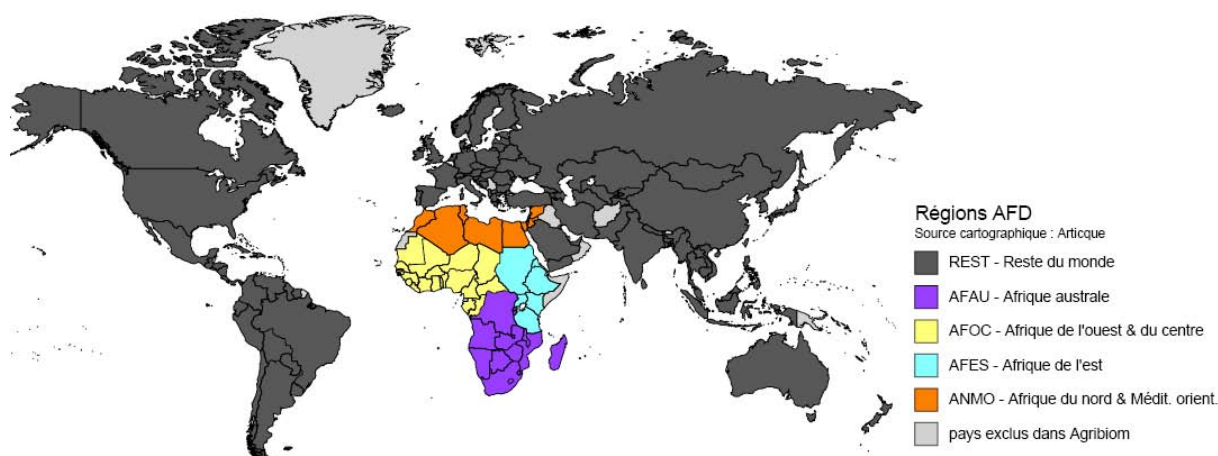 Régions AFD
Source cartographique : Articque
REST - Reste du monde
AFAU - Afrique australe
AFOC - Afrique de l'ouest & du centre
AFES - Afrique de l'est
ANMO - Afrique du nord & Médit. orient.
pays exclus dans Agribiom